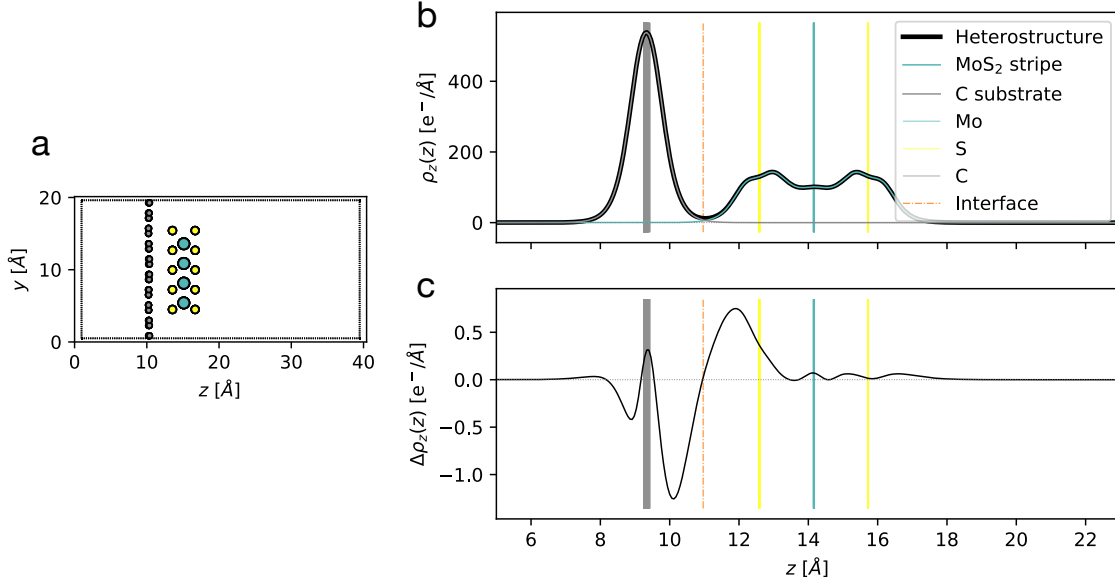 a
20
10
0
y [Å]
0
10
20
30
40
z [Å]
b
400
200
0
ρz(z) [e⁻/Å]
Heterostructure
MoS₂ stripe
C substrate
Mo
S
C
Interface
c
0.5
0.0
−0.5
−1.0
Δρz(z) [e⁻/Å]
6
8
10
12
14
16
18
20
22
z [Å]